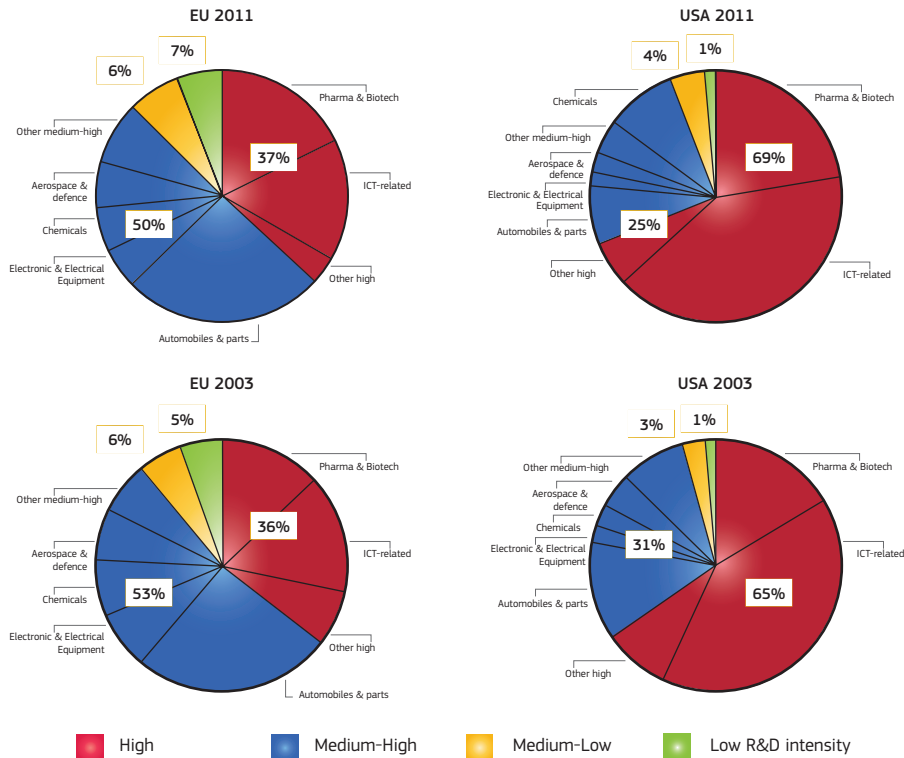 EU 2011
7%
6%
Pharma & Biotech
Other medium-high
37%
Aerospace &
defence
ICT-related
50%
Chemicals
Electronic & Electrical
Equipment
Other high
Automobiles & parts
USA 2011
1%
4%
Chemicals
Pharma & Biotech
Other medium-high
69%
Aerospace &
defence
Electronic & Electrical
Equipment
25%
Automobiles & parts
Other high
ICT-related
EU 2003
5%
6%
Pharma & Biotech
Other medium-high
36%
Aerospace &
defence
ICT-related
53%
Chemicals
Electronic & Electrical
Equipment
Other high
Automobiles & parts
USA 2003
1%
3%
Other medium-high
Pharma & Biotech
Aerospace &
defence
Chemicals
31%
Electronic & Electrical
Equipment
ICT-related
65%
Automobiles & parts
Other high
High
Medium-High
Medium-Low
Low R&D intensity